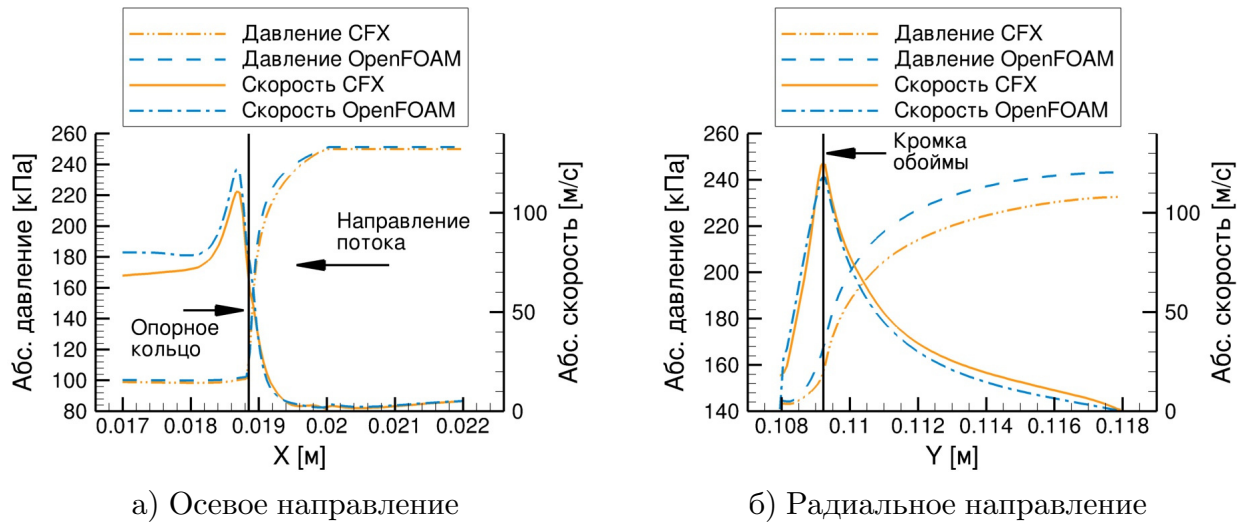 Давление CFX
Давление OpenFOAM
Скорость CFX
Скорость OpenFOAM
260
240
220
200
180
160
140
120
100
80
Абс. давление [кПа]
100
50
0
Абс. скорость [м/с]
Направление
потока
Опорное
кольцо
0.017 0.018 0.019 0.02 0.021 0.022
X [м]
а) Осевое направление
Давление CFX
Давление OpenFOAM
Скорость CFX
Скорость OpenFOAM
260
240
220
200
180
160
140
Абс. давление [кПа]
100
50
0
Абс. скорость [м/с]
Кромка
обоймы
0.108 0.11 0.112 0.114 0.116 0.118
Y [м]
б) Радиальное направление